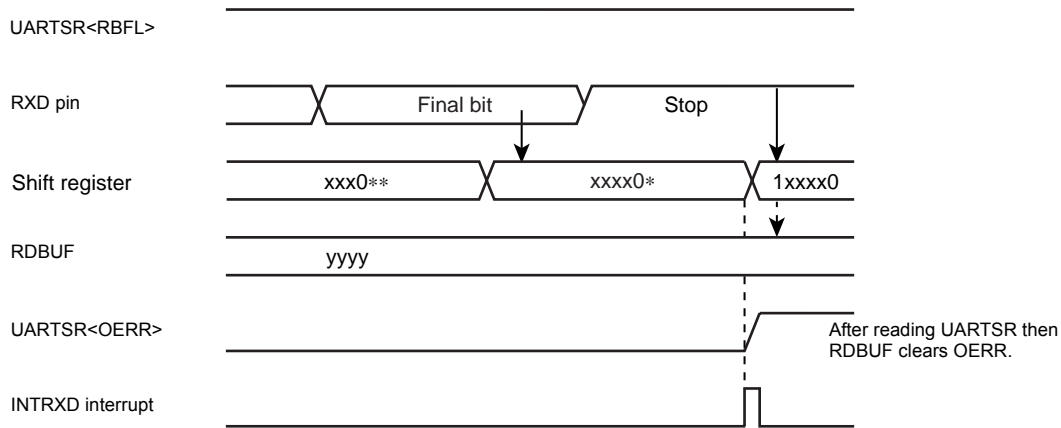 UARTSR<RBFL>
RXD pin
Final bit
Stop
Shift register
xxx0**
xxxx0*
1xxxx0
RDBUF
yyyy
UARTSR<OERR>
After reading UARTSR then
RDBUF clears OERR.
INTRXD interrupt